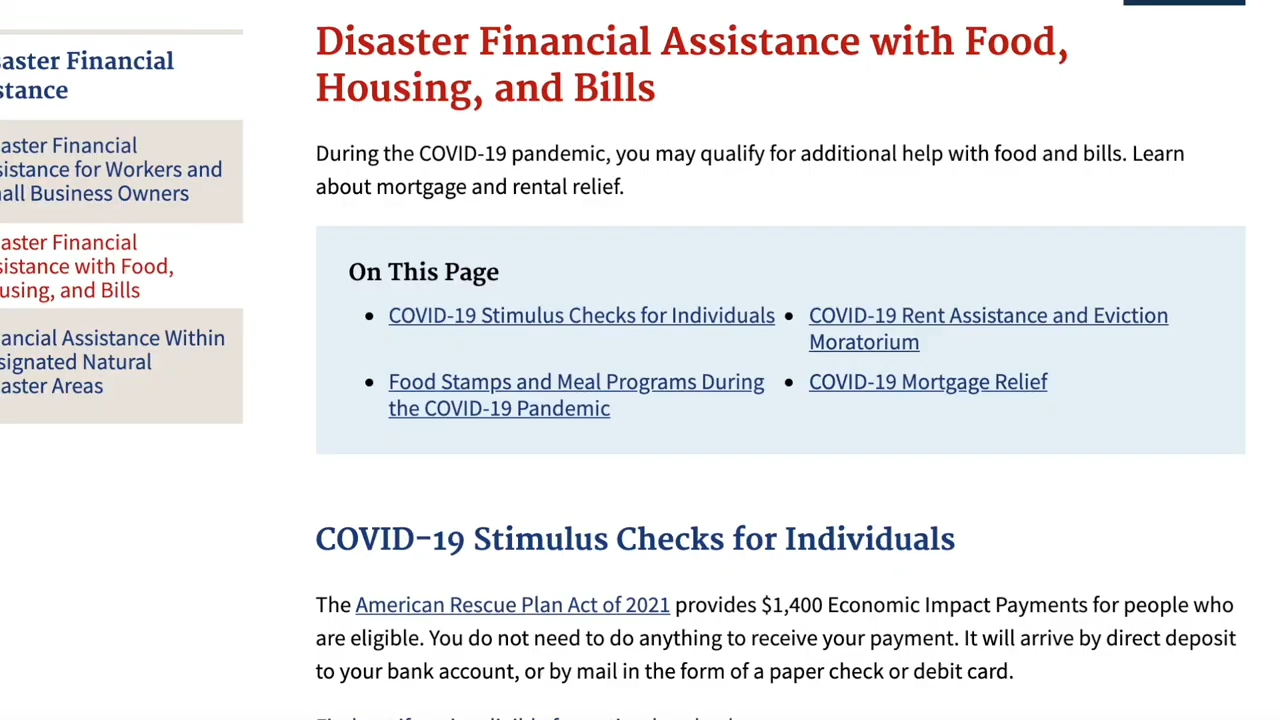 saster Financial
stance
aster Financial
sistance for Workers and
all Business Owners
aster Financial
sistance with Food,
using, and Bills
ancial Assistance Within
signated Natural
aster Areas
Disaster Financial Assistance with Food,
Housing, and Bills
During the COVID-19 pandemic, you may qualify for additional help with food and bills. Learn
about mortgage and rental relief.
On This Page
• COVID-19 Stimulus Checks for Individuals
• Food Stamps and Meal Programs During
the COVID-19 Pandemic
• COVID-19 Rent Assistance and Eviction
Moratorium
• COVID-19 Mortgage Relief
COVID-19 Stimulus Checks for Individuals
The American Rescue Plan Act of 2021 provides $1,400 Economic Impact Payments for people who
are eligible. You do not need to do anything to receive your payment. It will arrive by direct deposit
to your bank account, or by mail in the form of a paper check or debit card.